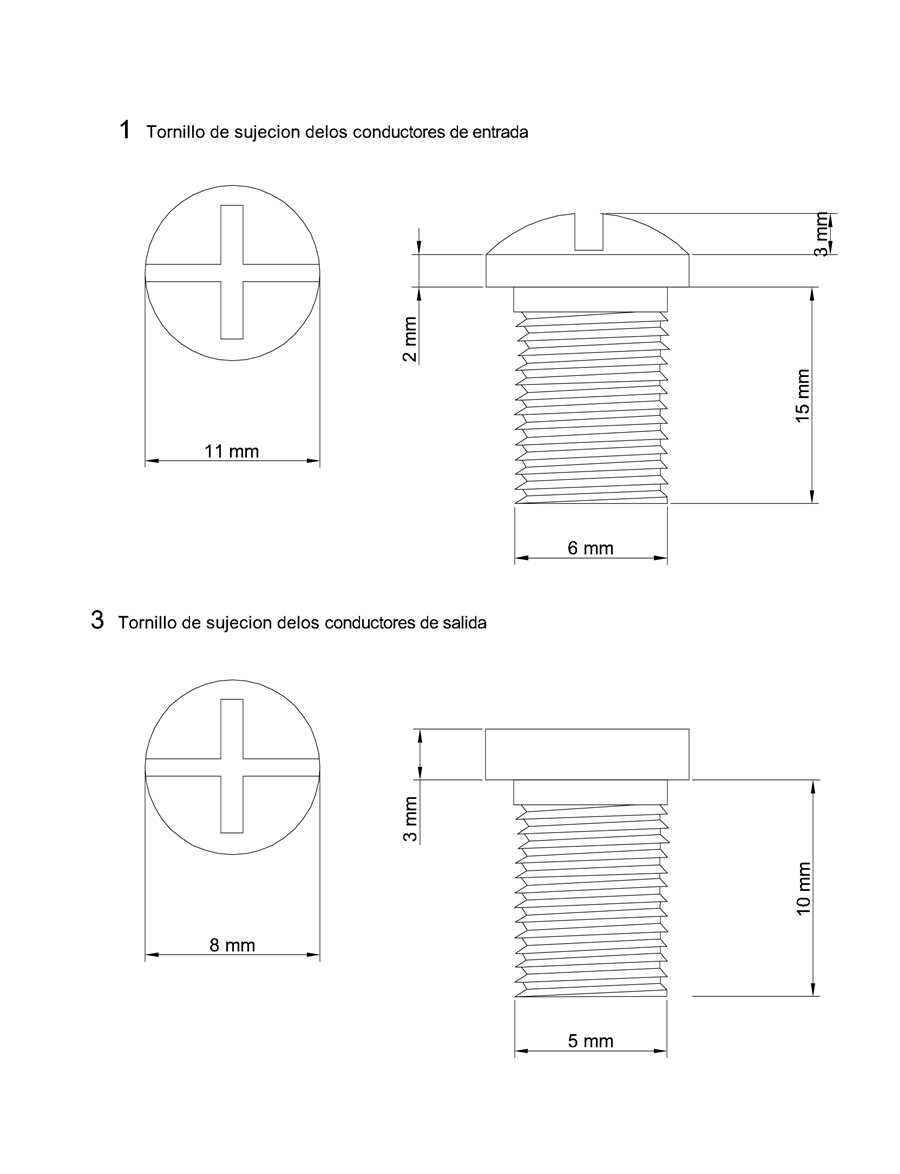 1 Tornillo de sujecion delos conductores de entrada
3 mm
2 mm
15 mm
11 mm
6 mm
3 Tornillo de sujecion delos conductores de salida
3 mm
10 mm
8 mm
5 mm